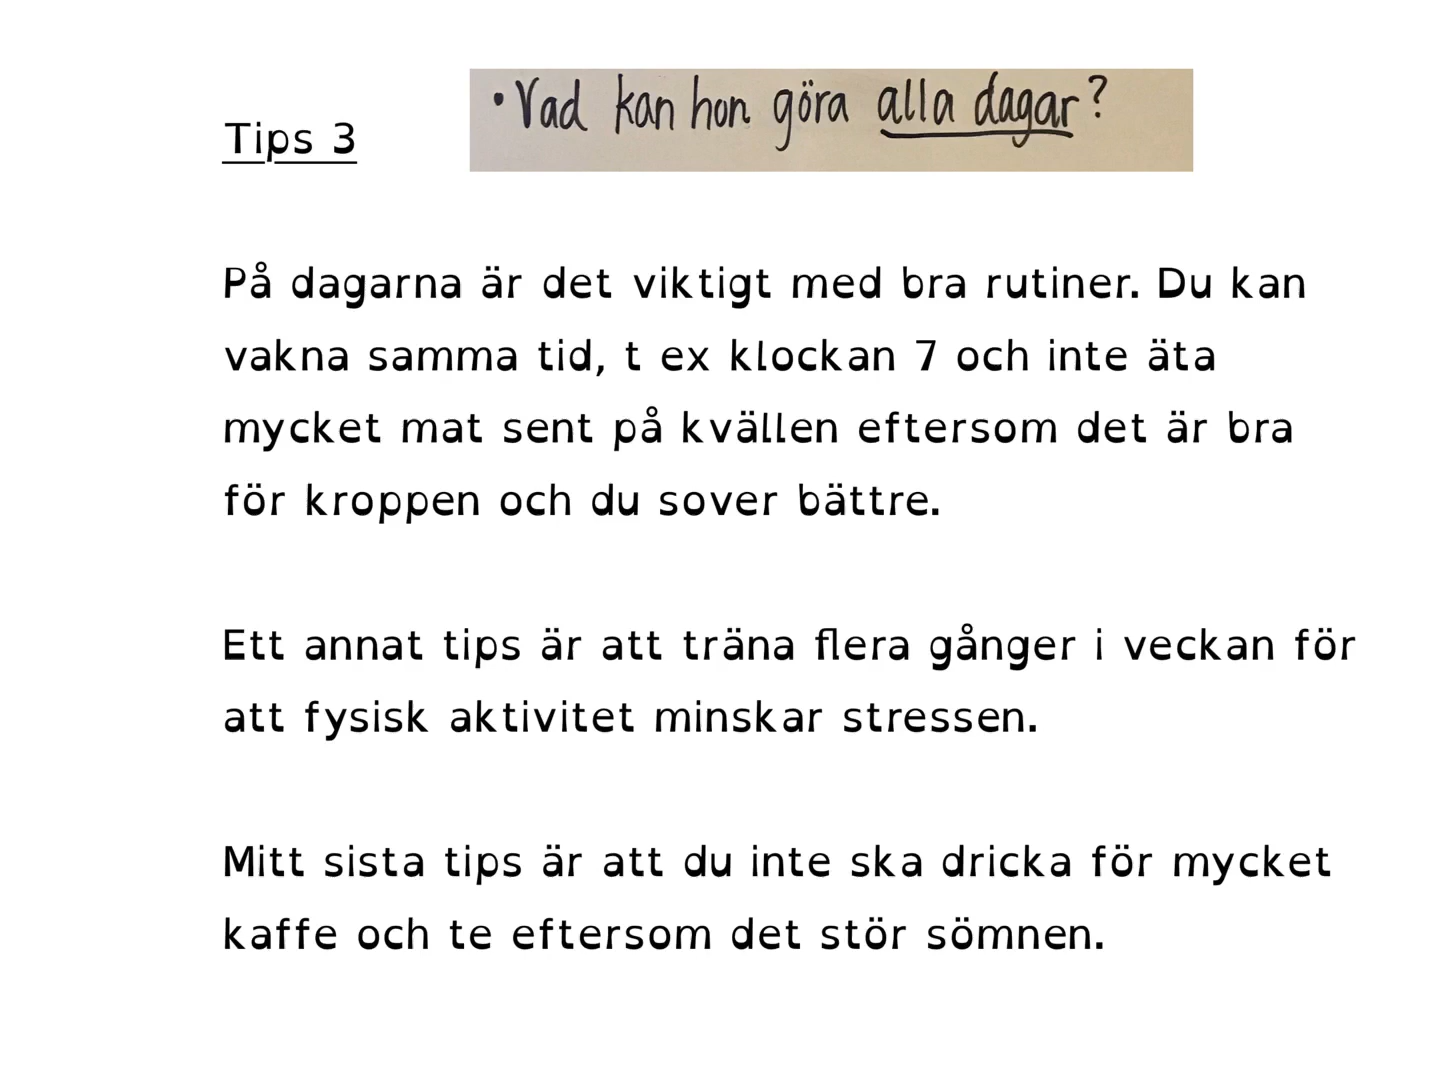 Tips 3
• Vad kan hon göra alla dagar?
På dagarna är det viktigt med bra rutiner. Du kan
vakna samma tid, t ex klockan 7 och inte äta
mycket mat sent på kvällen eftersom det är bra
för kroppen och du sover bättre.
Ett annat tips är att träna flera gånger i veckan för
att fysisk aktivitet minskar stressen.
Mitt sista tips är att du inte ska dricka för mycket
kaffe och te eftersom det stör sömnen.